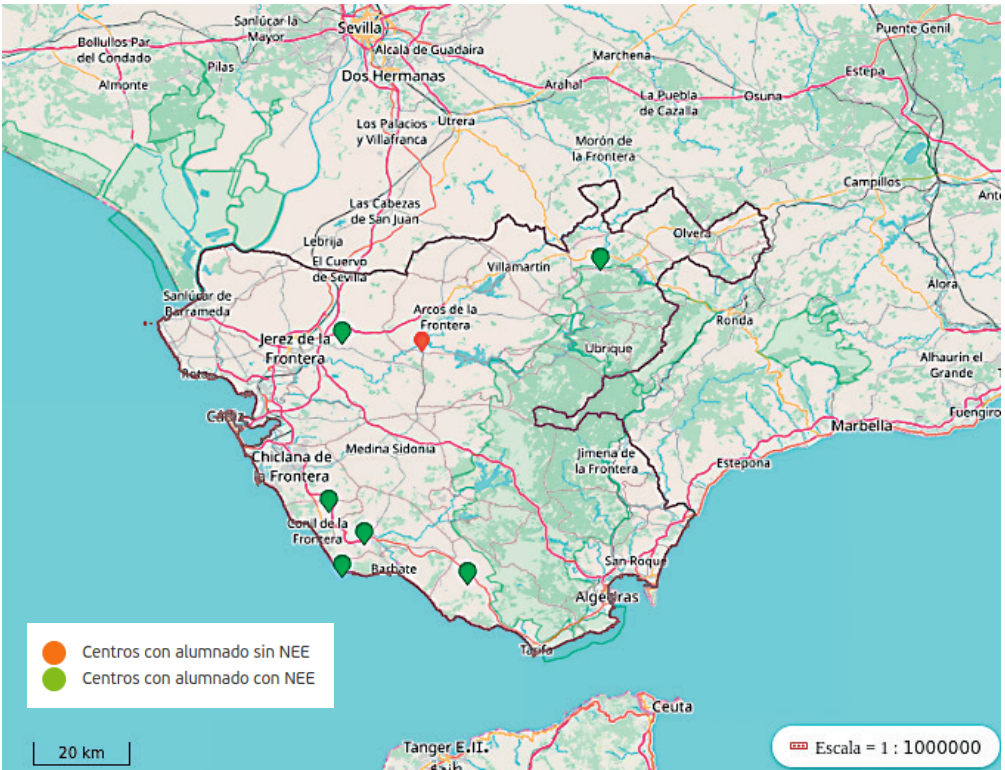 Sanlúcar la
Mayor
Sevilla
Puente Genil
Bollullos Par
del Condado
Alcalá de Guadaira
Marchena
Pilas
Dos Hermanas
Estepa
Almonte
Arahal
La Puebla
de Cazalla
Osuna
Los Palacios
y Villafranca
Utrera
Morón de
la Frontera
Campillos
Ante
Las Cabezas
de San Juan
Olvera
Lebrija
El Cuervo
de Sevilla
Villamartín
Alora
Sanlúcar de
Barrameda
Arcos de la
Frontera
Ronda
Jerez de la
Frontera
Ubrique
Alhaurín el
Grande
Rota
Cádiz
Fuengiro
Marbella
Medina Sidonia
Chiclana de
la Frontera
Jimena de
la Frontera
Estepona
Conil de la
Frontera
Barbate
San Roque
Algeciras
Tarifa
Centros con alumnado sin NEE
Centros con alumnado con NEE
Ceuta
20 km
Tanger E.I.I.
Escala = 1 : 1000000